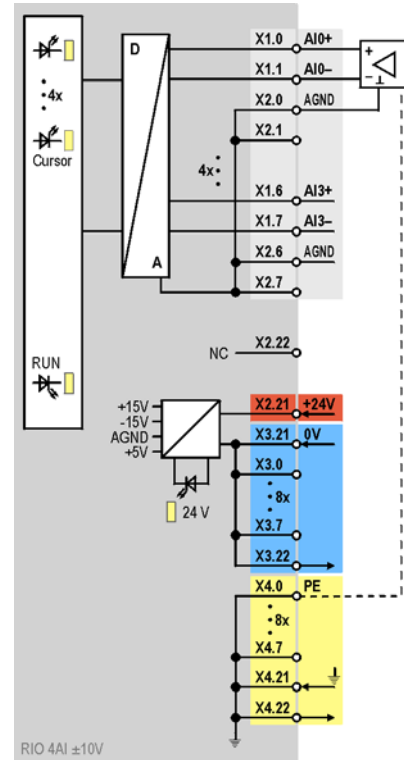 D X1.0 AI0+
+
X1.1 AI0–
– ⊥
4x X2.0 AGND
X2.1
Cursor
4x
X1.6 AI3+
X1.7 AI3–
X2.6 AGND
A
X2.7
NC X2.22
RUN
+15V X2.21 +24V
-15V
AGND X3.21 0V
+5V
X3.0
8x
24 V X3.7
X3.22
X4.0 PE
8x
X4.7
X4.21
X4.22
RIO 4AI ±10V